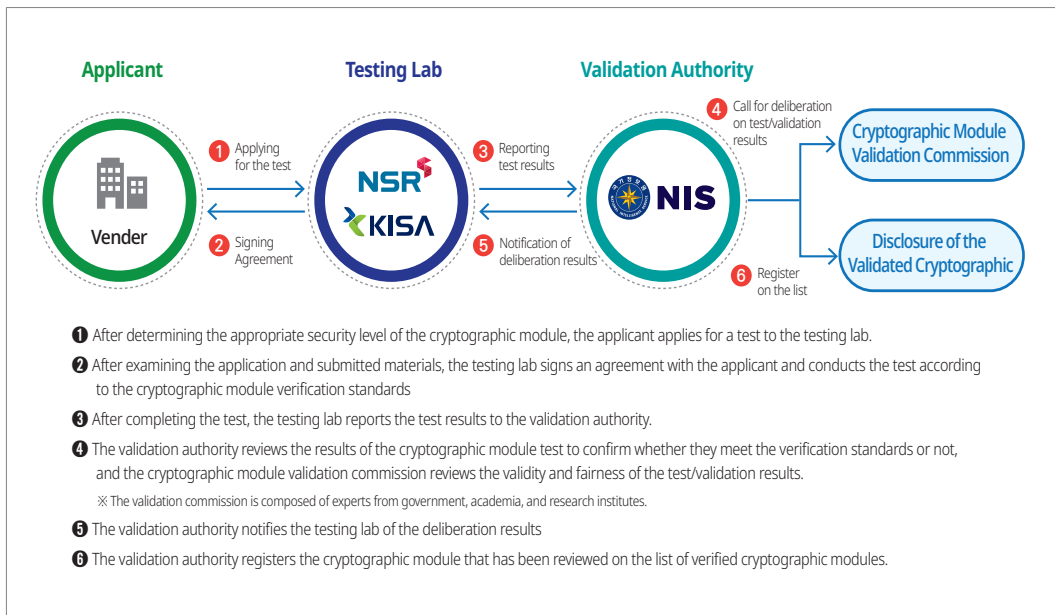 Applicant
Testing Lab
Validation Authority
1 Applying
for the test
2 Signing
Agreement
Vender
NSR
KISA
3 Reporting
test results
5 Notification of
deliberation results
국가정보원
NIS
4 Call for deliberation
on test/validation
results
6 Register
on the list
Cryptographic Module
Validation Commission
Disclosure of the
Validated Cryptographic
❶ After determining the appropriate security level of the cryptographic module, the applicant applies for a test to the testing lab.
❷ After examining the application and submitted materials, the testing lab signs an agreement with the applicant and conducts the test according
to the cryptographic module verification standards
❸ After completing the test, the testing lab reports the test results to the validation authority.
❹ The validation authority reviews the results of the cryptographic module test to confirm whether they meet the verification standards or not,
and the cryptographic module validation commission reviews the validity and fairness of the test/validation results.
※ The validation commission is composed of experts from government, academia, and research institutes.
❺ The validation authority notifies the testing lab of the deliberation results
❻ The validation authority registers the cryptographic module that has been reviewed on the list of verified cryptographic modules.